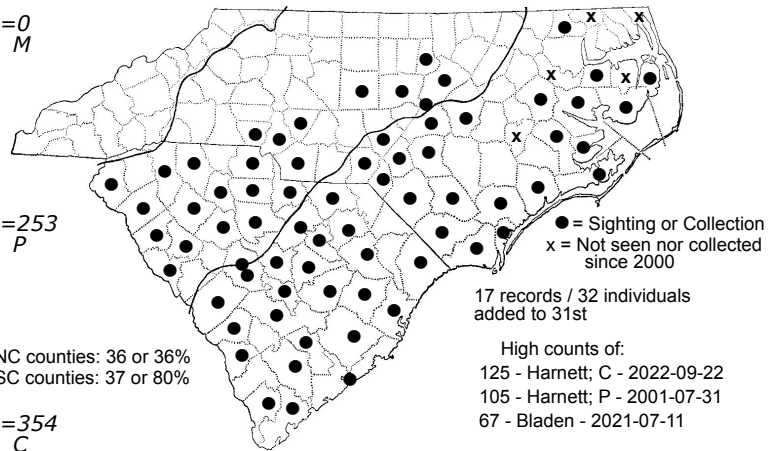 =0
M
=253
P
● = Sighting or Collection
x = Not seen nor collected
since 2000
17 records / 32 individuals
added to 31st
NC counties: 36 or 36%
SC counties: 37 or 80%
High counts of:
125 - Harnett; C - 2022-09-22
105 - Harnett; P - 2001-07-31
67 - Bladen - 2021-07-11
=354
C